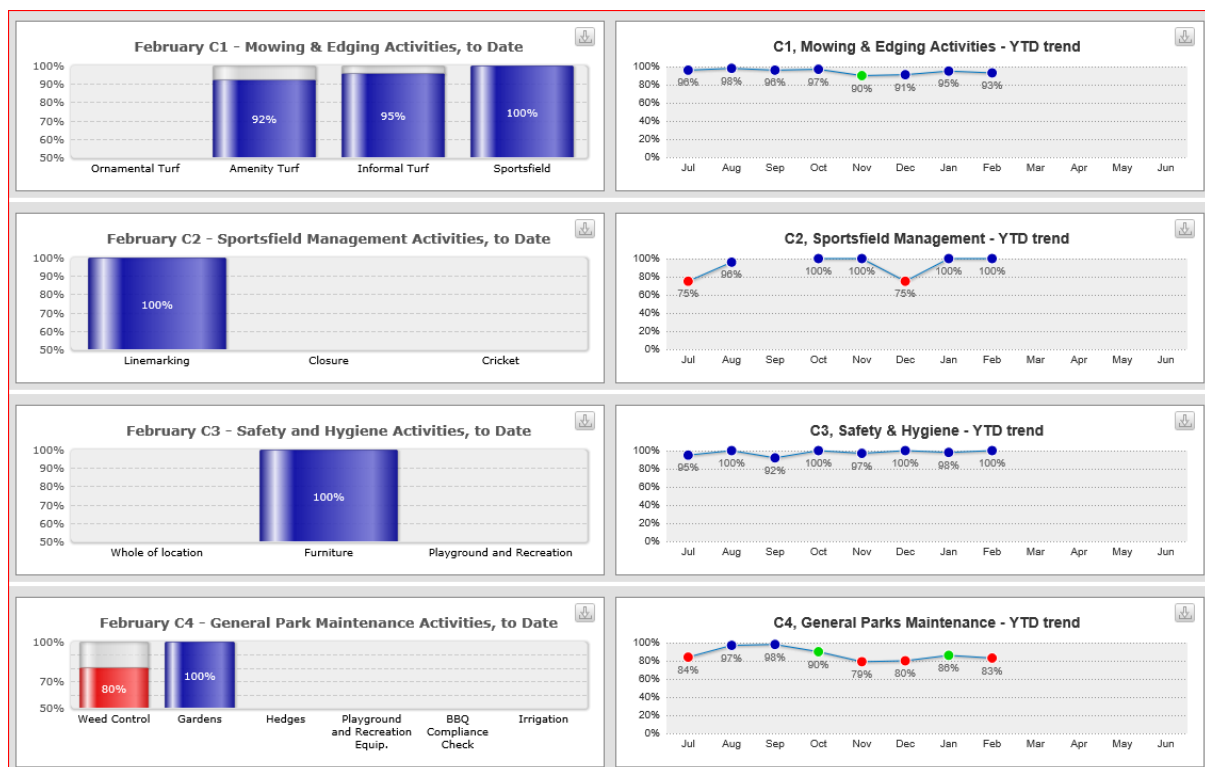 February C1 - Mowing & Edging Activities, to Date
100%
90%
80%
70%
60%
50%
92%
95%
100%
Ornamental Turf Amenity Turf Informal Turf Sportsfield
C1, Mowing & Edging Activities - YTD trend
100%
80%
60%
40%
20%
0%
96% 98% 96% 97% 90% 91% 95% 93%
Jul Aug Sep Oct Nov Dec Jan Feb Mar Apr May Jun
February C2 - Sportsfield Management Activities, to Date
100%
90%
80%
70%
60%
50%
100%
Linemarking Closure Cricket
C2, Sportsfield Management - YTD trend
100%
80%
60%
40%
20%
0%
75% 96% 100% 100% 75% 100% 100%
Jul Aug Sep Oct Nov Dec Jan Feb Mar Apr May Jun
February C3 - Safety and Hygiene Activities, to Date
100%
90%
80%
70%
60%
50%
100%
Whole of location Furniture Playground and Recreation
C3, Safety & Hygiene - YTD trend
100%
80%
60%
40%
20%
0%
95% 100% 92% 100% 97% 100% 98% 100%
Jul Aug Sep Oct Nov Dec Jan Feb Mar Apr May Jun
February C4 - General Park Maintenance Activities, to Date
100%
70%
50%
80%
100%
Weed Control Gardens Hedges Playground BBQ Irrigation
and Recreation Compliance
Equip. Check
C4, General Parks Maintenance - YTD trend
100%
80%
60%
40%
20%
0%
84% 97% 98% 90% 79% 80% 86% 83%
Jul Aug Sep Oct Nov Dec Jan Feb Mar Apr May Jun